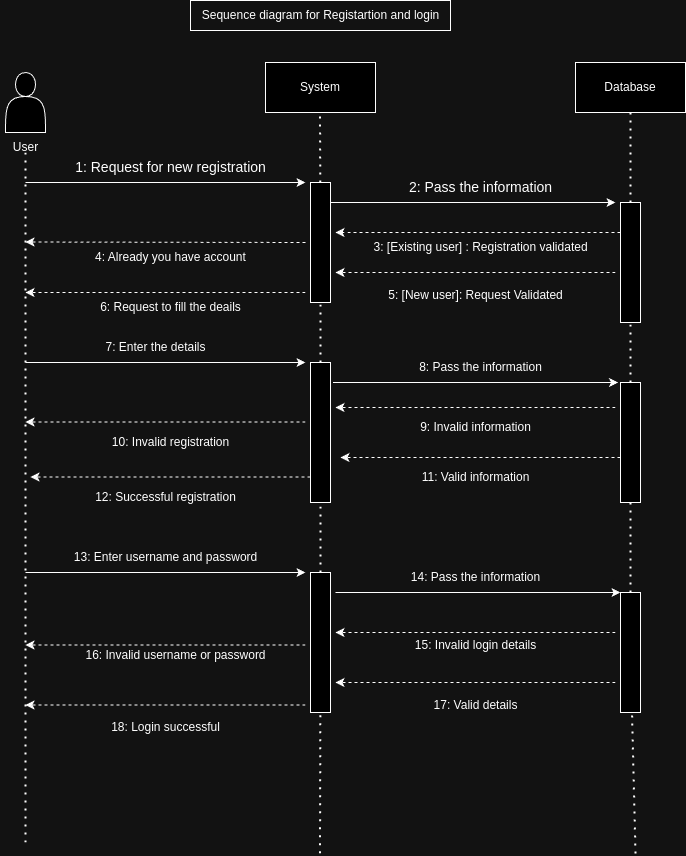 Sequence diagram for Registartion and login
System
Database
User
1: Request for new registration
2: Pass the information
3: [Existing user] : Registration validated
4: Already you have account
5: [New user]: Request Validated
6: Request to fill the deails
7: Enter the details
8: Pass the information
9: Invalid information
10: Invalid registration
11: Valid information
12: Successful registration
13: Enter username and password
14: Pass the information
15: Invalid login details
16: Invalid username or password
17: Valid details
18: Login successful